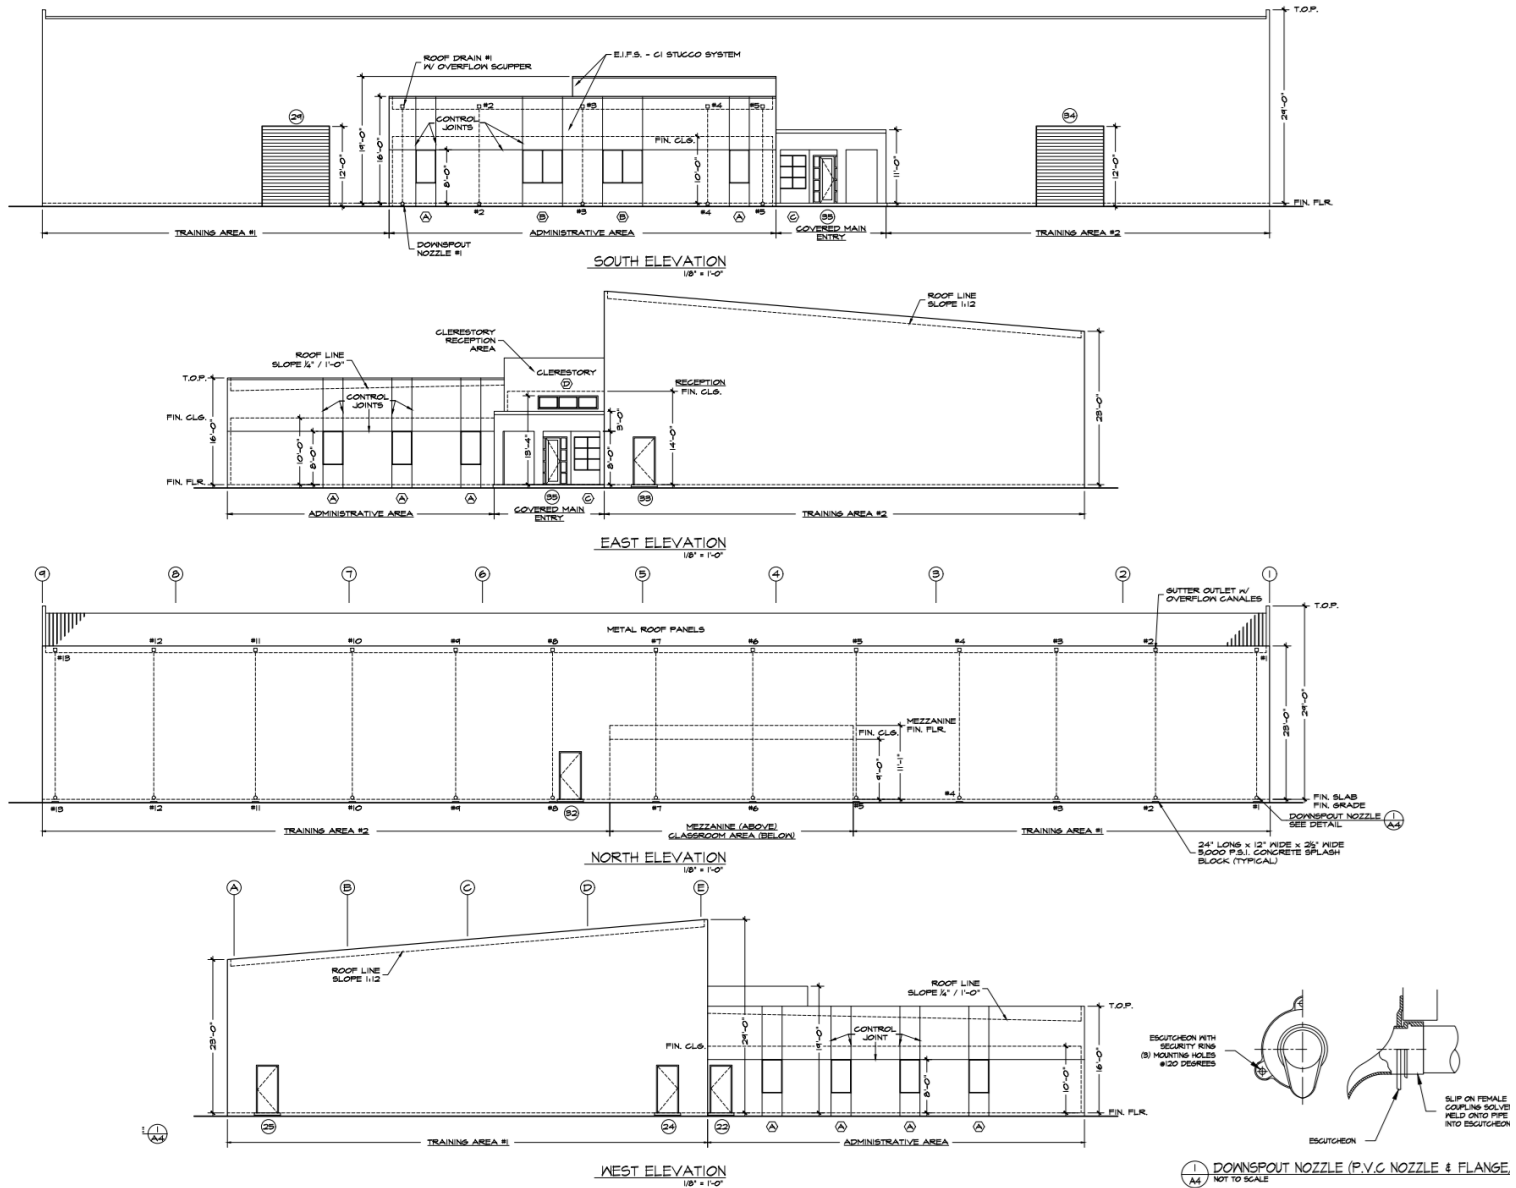 T.O.P.
ROOF DRAIN #1
W/ OVERFLOW SCUPPER
E.I.F.S. - CI STUCCO SYSTEM
#2
#3
#4
#5
29
CONTROL
JOINTS
FIN. CLG.
34
29'-0"
19'-0"
16'-0"
12'-0"
8'-0"
10'-0"
11'-0"
12'-0"
FIN. FLR.
A
#2
B
#3
B
#4
A
#5
C
35
TRAINING AREA #1
ADMINISTRATIVE AREA
COVERED MAIN
ENTRY
TRAINING AREA #2
DOWNSPOUT
NOZZLE #1
SOUTH ELEVATION
1/8" = 1'-0"
ROOF LINE
SLOPE 1:12
CLERESTORY
RECEPTION
AREA
ROOF LINE
SLOPE ¼" / 1'-0"
CLERESTORY
D
T.O.P.
RECEPTION
FIN. CLG.
CONTROL
JOINTS
FIN. CLG.
16'-0"
10'-0"
8'-0"
13'-4"
3'-0"
8'-0"
14'-0"
23'-0"
FIN. FLR.
A
A
A
35
C
33
ADMINISTRATIVE AREA
COVERED MAIN
ENTRY
TRAINING AREA #2
EAST ELEVATION
1/8" = 1'-0"
9
8
7
6
5
4
3
2
1
GUTTER OUTLET W/
OVERFLOW CANALES
T.O.P.
METAL ROOF PANELS
#13
#12
#11
#10
#9
#8
#7
#6
#5
#4
#3
#2
#1
MEZZANINE
FIN. FLR.
FIN. CLG.
9'-0"
11'-1"
23'-0"
29'-0"
FIN. SLAB
FIN. GRADE
#13
#12
#11
#10
#9
#8
32
#7
#6
#5
#4
#3
#2
#1
DOWNSPOUT NOZZLE
SEE DETAIL
1
A4
TRAINING AREA #2
MEZZANINE (ABOVE)
CLASSROOM AREA (BELOW)
TRAINING AREA #1
24" LONG x 12" WIDE x 2½" WIDE
5,000 P.S.I. CONCRETE SPLASH
BLOCK (TYPICAL)
NORTH ELEVATION
1/8" = 1'-0"
A
B
C
D
E
ROOF LINE
SLOPE 1:12
ROOF LINE
SLOPE ¼" / 1'-0"
T.O.P.
CONTROL
JOINT
FIN. CLG.
23'-0"
29'-0"
19'-0"
8'-0"
10'-0"
16'-0"
FIN. FLR.
25
24
22
A
A
A
A
1
A4
TRAINING AREA #1
ADMINISTRATIVE AREA
WEST ELEVATION
1/8" = 1'-0"
ESCUTCHEON WITH
SECURITY RING
(3) MOUNTING HOLES
@120 DEGREES
SLIP ON FEMALE
COUPLING SOLVE
WELD ONTO PIPE
INTO ESCUTCHEON
ESCUTCHEON
1
A4
DOWNSPOUT NOZZLE (P.V.C NOZZLE & FLANGE
NOT TO SCALE